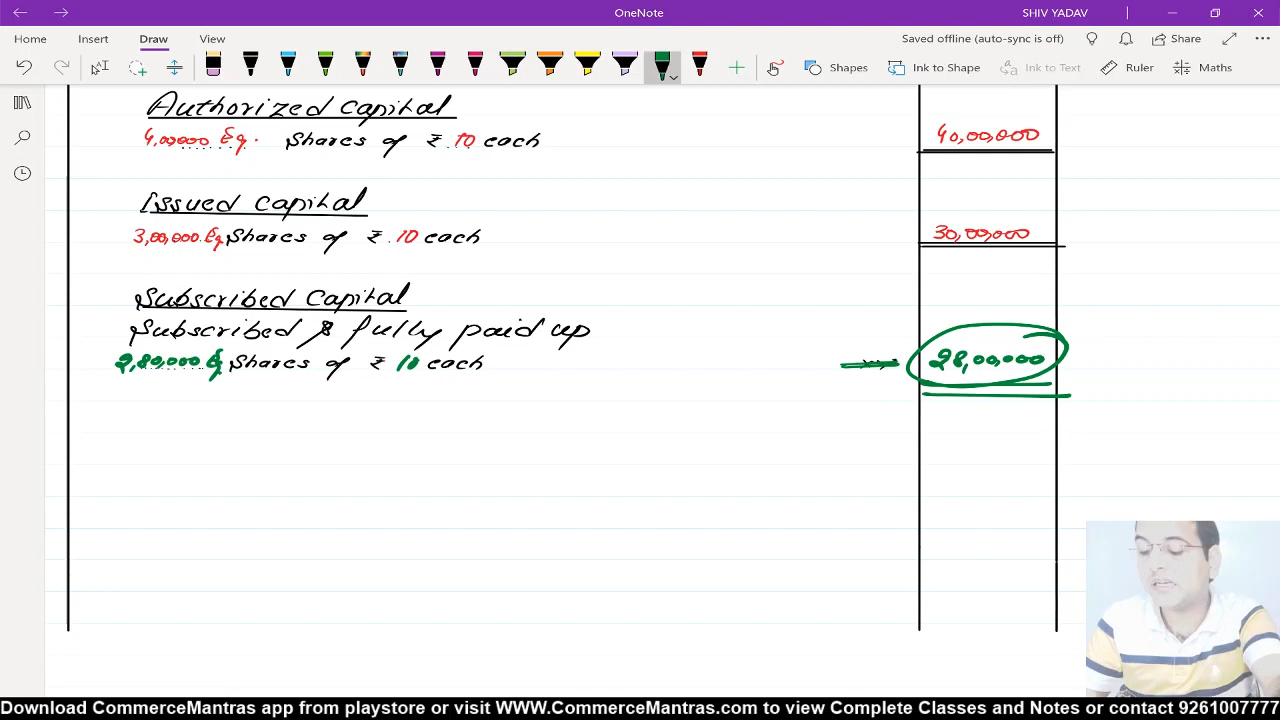 OneNote
SHIV YADAV
Home Insert Draw View
Saved offline (auto-sync is off)
Share
Shapes Ink to Shape Ink to Text Ruler Maths
Authorized Capital
4,00,000 Eq. Shares of ₹ 10 each 40,00,000
Issued Capital
3,00,000 Eq Shares of ₹ 10 each 30,00,000
Subscribed Capital
Subscribed & fully paid up
2,80,000 Eq Shares of ₹ 10 each 28,00,000
Download CommerceMantras app from playstore or visit WWW.CommerceMantras.com to view Complete Classes and Notes or contact 9261007777